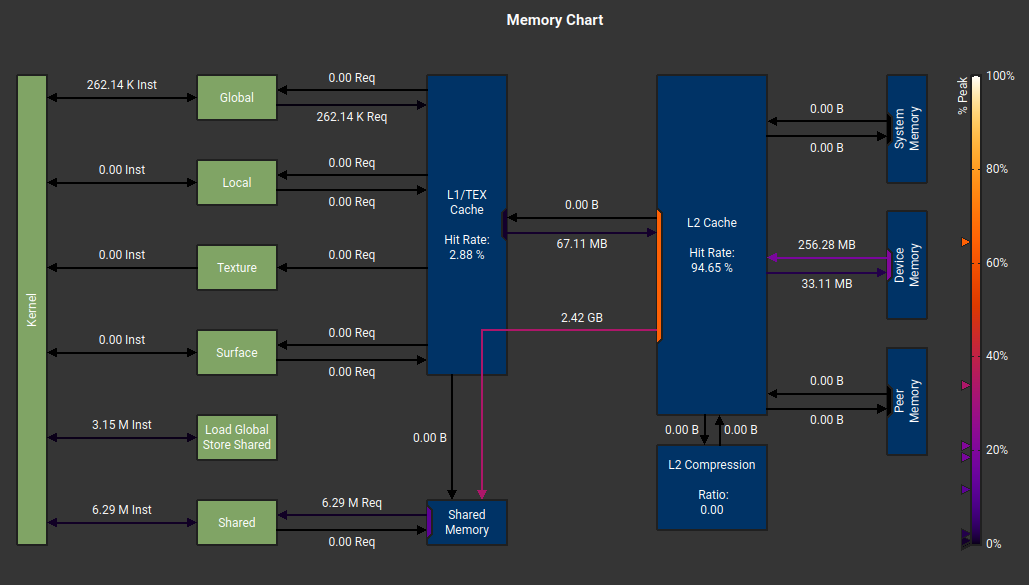 Memory Chart
Kernel
262.14 K Inst
Global
0.00 Req
262.14 K Req
0.00 Inst
Local
0.00 Req
0.00 Req
0.00 Inst
Texture
0.00 Req
0.00 Inst
Surface
0.00 Req
0.00 Req
3.15 M Inst
Load Global
Store Shared
6.29 M Inst
Shared
6.29 M Req
0.00 Req
L1/TEX
Cache
Hit Rate:
2.88 %
0.00 B
Shared
Memory
0.00 B
67.11 MB
2.42 GB
L2 Cache
Hit Rate:
94.65 %
0.00 B
0.00 B
L2 Compression
Ratio:
0.00
0.00 B
0.00 B
System
Memory
256.28 MB
33.11 MB
Device
Memory
0.00 B
0.00 B
Peer
Memory
% Peak
100%
80%
60%
40%
20%
0%